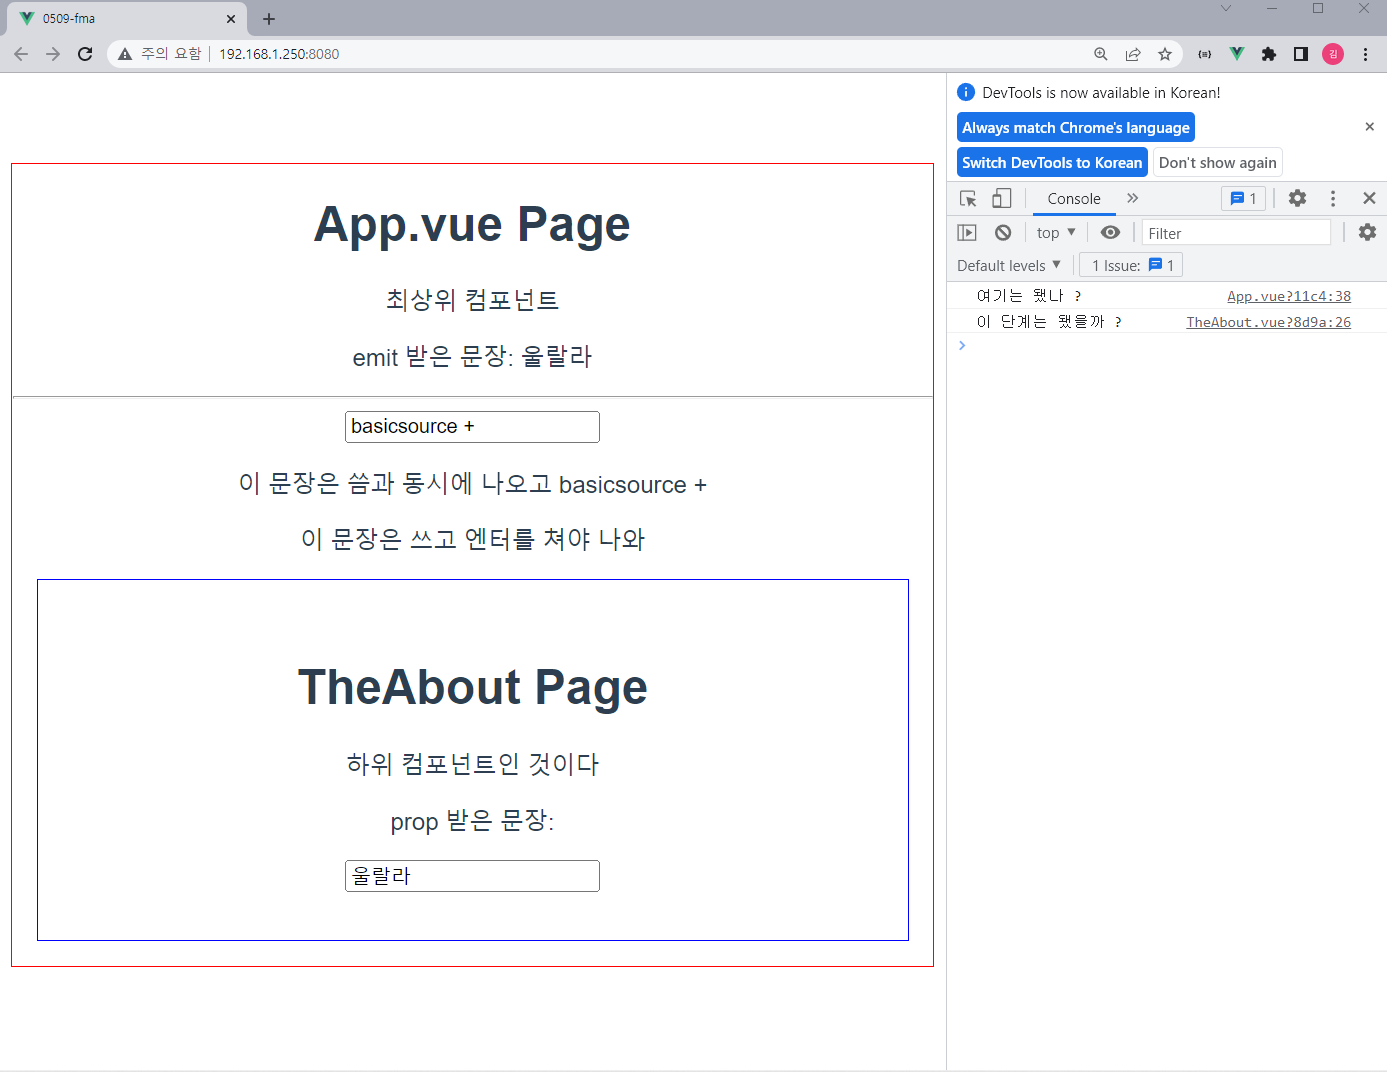 0509-fma
주의 요함 192.168.1.250:8080
김
DevTools is now available in Korean!
Always match Chrome's language
Switch DevTools to Korean
Don't show again
Console
1
top
Filter
Default levels
1 Issue: 1
여기는 됐나 ?
App.vue?11c4:38
이 단계는 됐을까 ?
TheAbout.vue?8d9a:26
App.vue Page
최상위 컴포넌트
emit 받은 문장: 울랄라
basicsource +
이 문장은 씀과 동시에 나오고 basicsource +
이 문장은 쓰고 엔터를 쳐야 나와
TheAbout Page
하위 컴포넌트인 것이다
prop 받은 문장:
울랄라